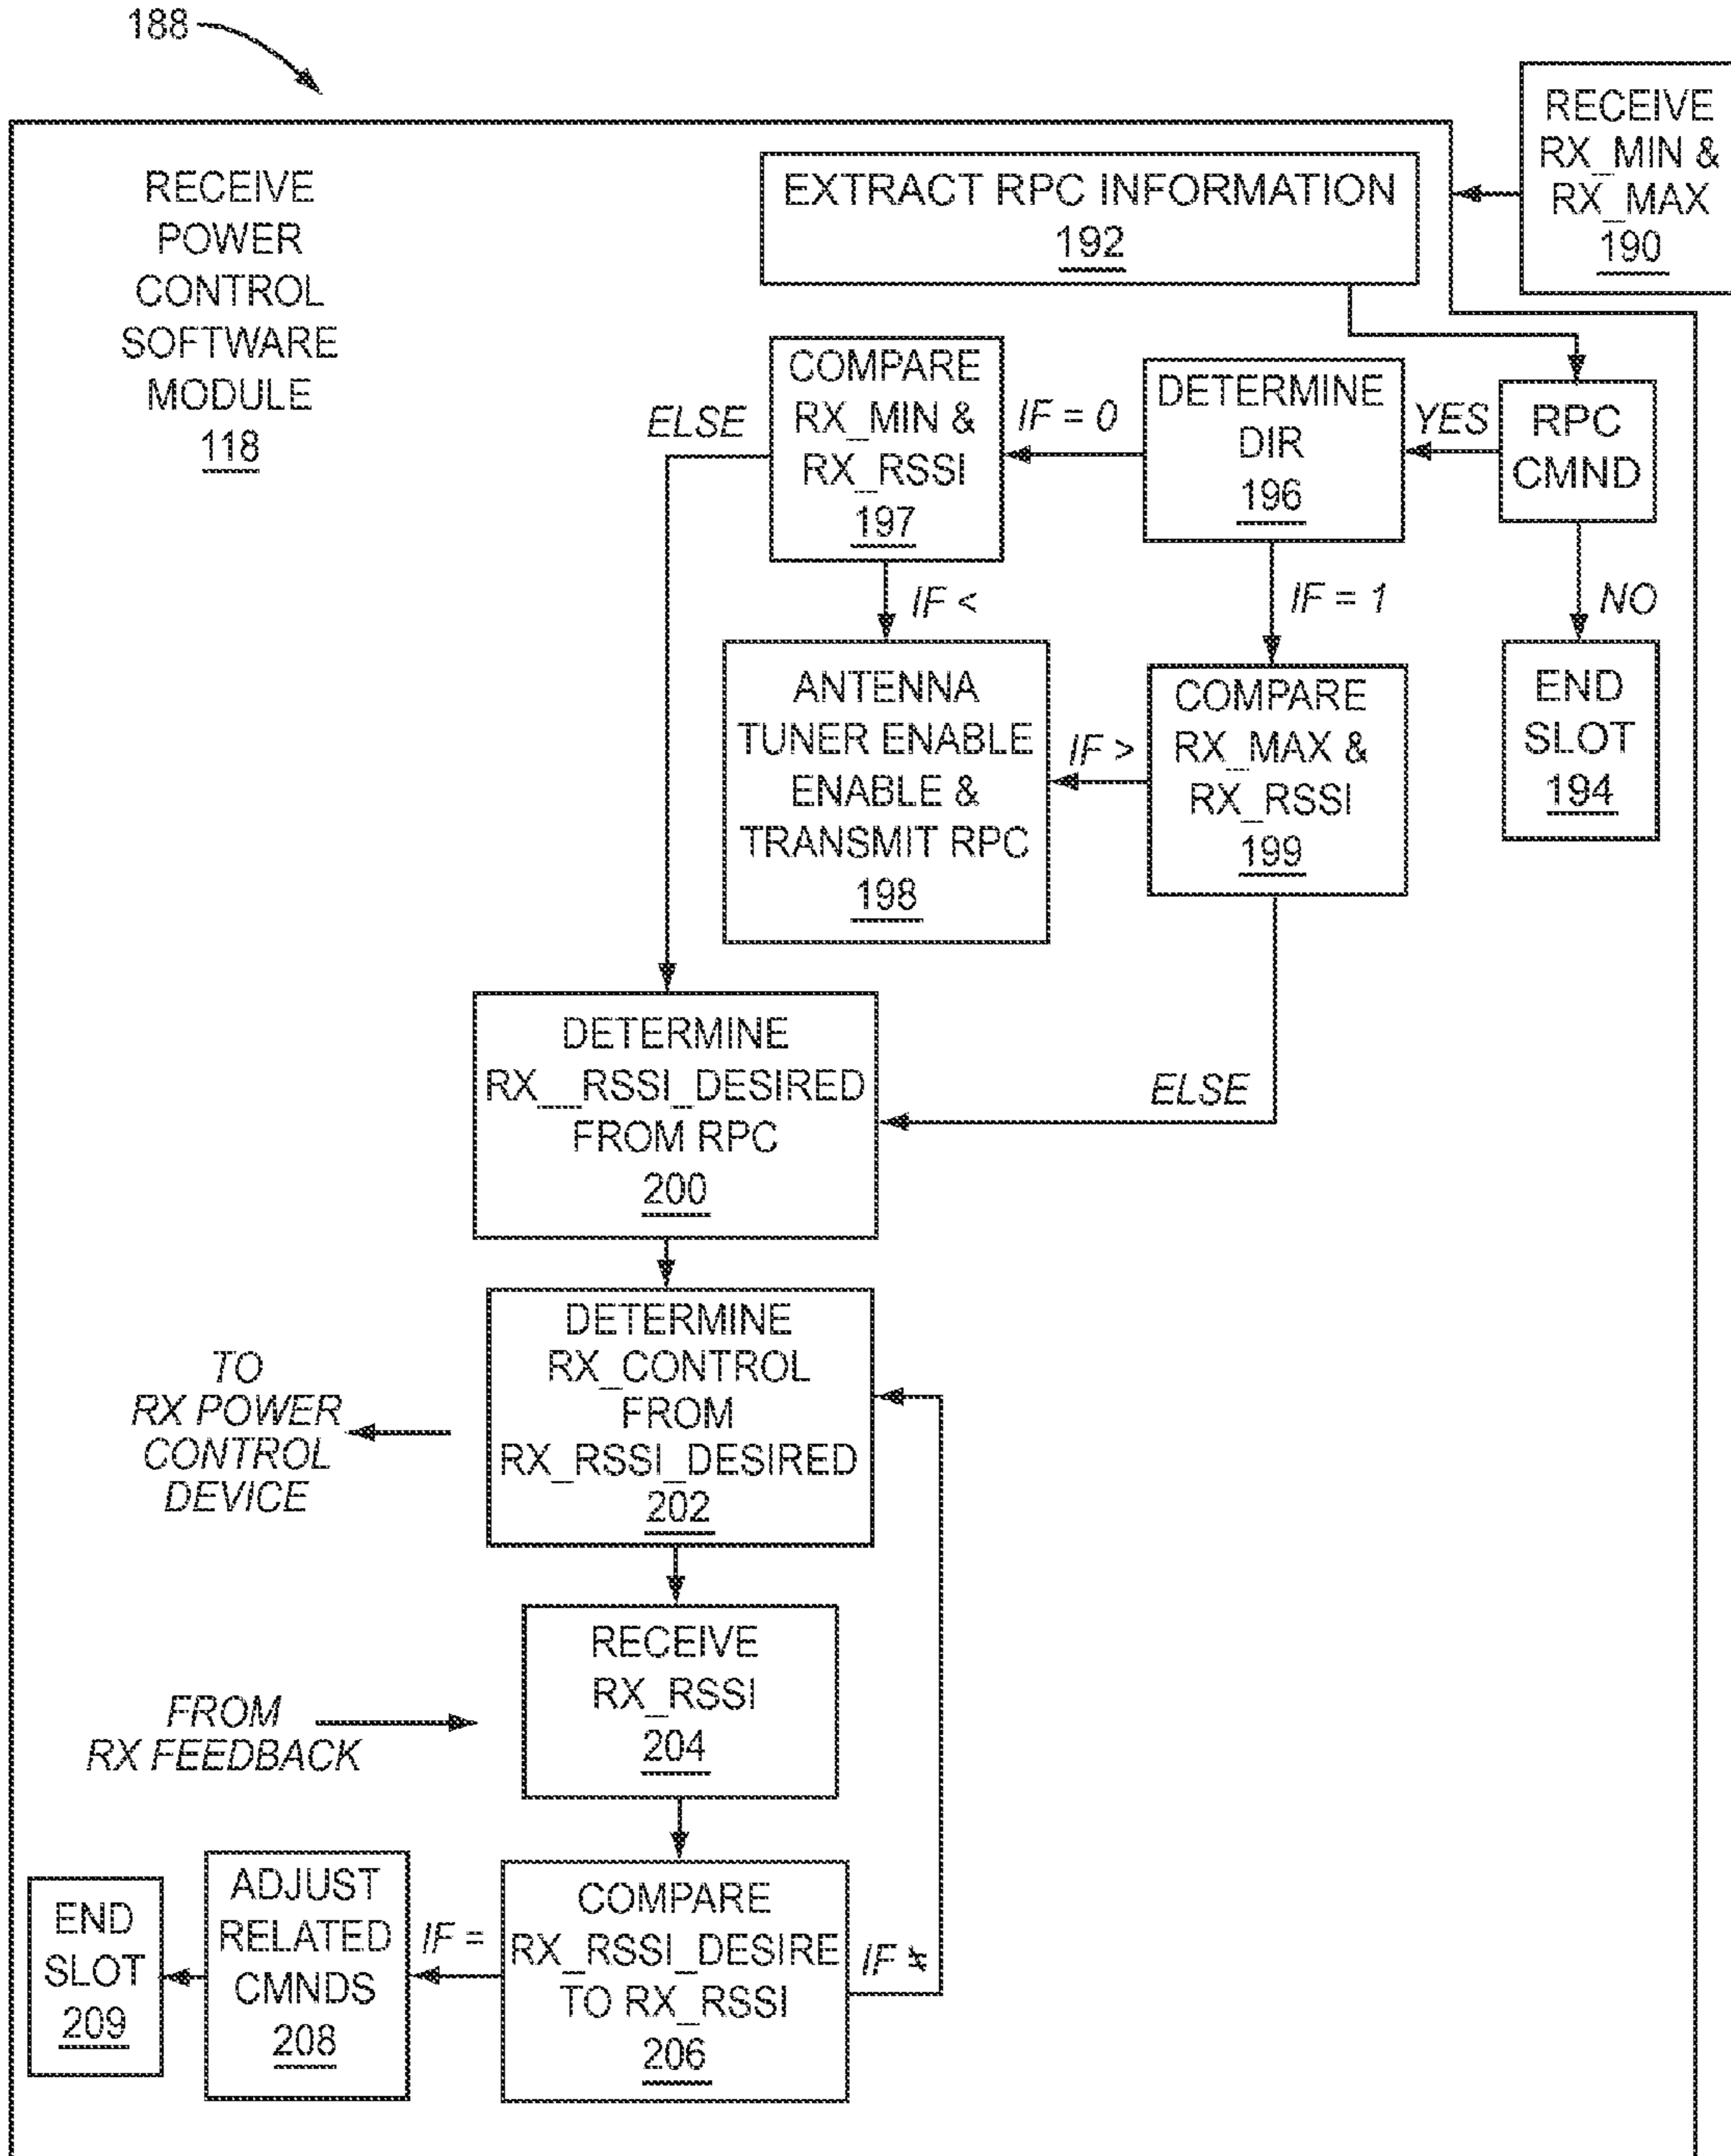 188
RECEIVE
RX_MIN &
RX_MAX
190
RECEIVE
POWER
CONTROL
SOFTWARE
MODULE
118
EXTRACT RPC INFORMATION
192
COMPARE
RX_MIN &
RX_RSSI
197
DETERMINE
DIR
196
RPC
CMND
ELSE
IF = 0
YES
IF <
IF = 1
NO
ANTENNA
TUNER ENABLE
ENABLE &
TRANSMIT RPC
198
IF >
COMPARE
RX_MAX &
RX_RSSI
199
END
SLOT
194
DETERMINE
RX__RSSI_DESIRED
FROM RPC
200
ELSE
DETERMINE
RX_CONTROL
FROM
RX_RSSI_DESIRED
202
TO
RX POWER
CONTROL
DEVICE
RECEIVE
RX_RSSI
204
FROM
RX FEEDBACK
END
SLOT
209
ADJUST
RELATED
CMNDS
208
IF =
COMPARE
RX_RSSI_DESIRE
TO RX_RSSI
206
IF ≠